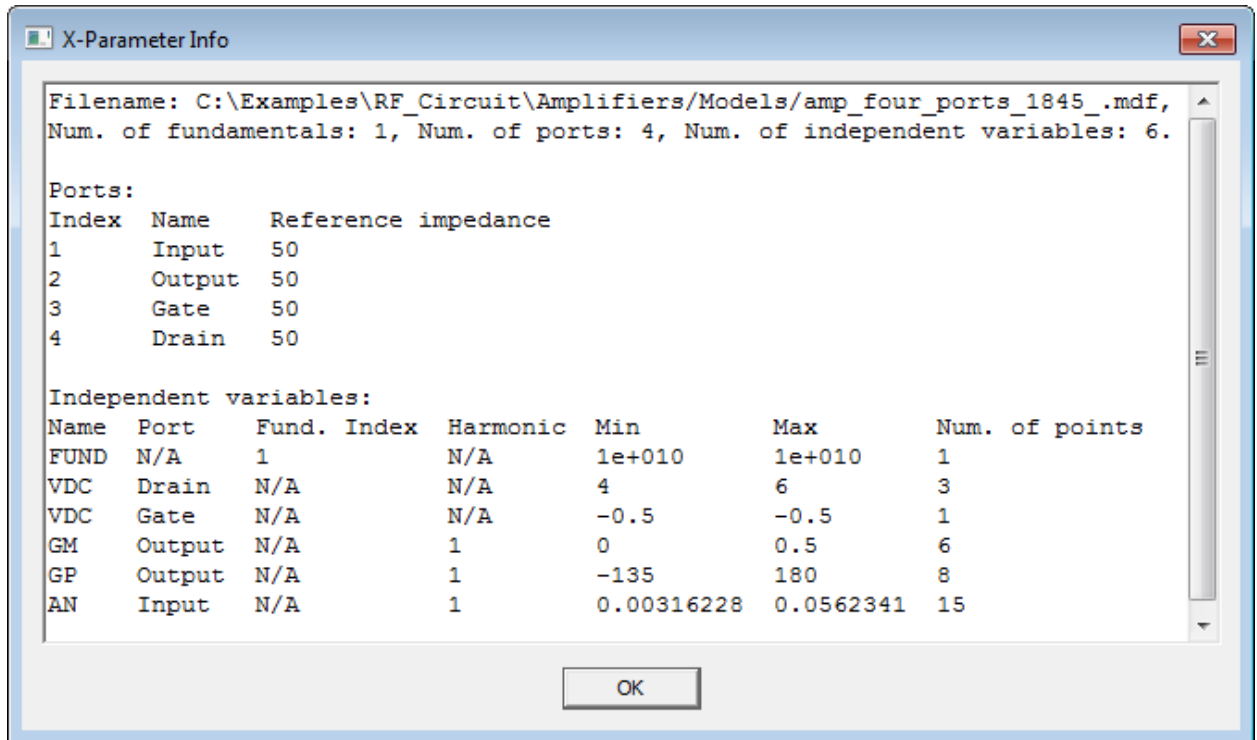 X-Parameter Info
Filename: C:\Examples\RF_Circuit\Amplifiers/Models/amp_four_ports_1845_.mdf,
Num. of fundamentals: 1, Num. of ports: 4, Num. of independent variables: 6.
Ports:
Index Name Reference impedance
1 Input 50
2 Output 50
3 Gate 50
4 Drain 50
Independent variables:
Name Port Fund. Index Harmonic Min Max Num. of points
FUND N/A 1 N/A 1e+010 1e+010 1
VDC Drain N/A N/A 4 6 3
VDC Gate N/A N/A -0.5 -0.5 1
GM Output N/A 1 0 0.5 6
GP Output N/A 1 -135 180 8
AN Input N/A 1 0.00316228 0.0562341 15
OK